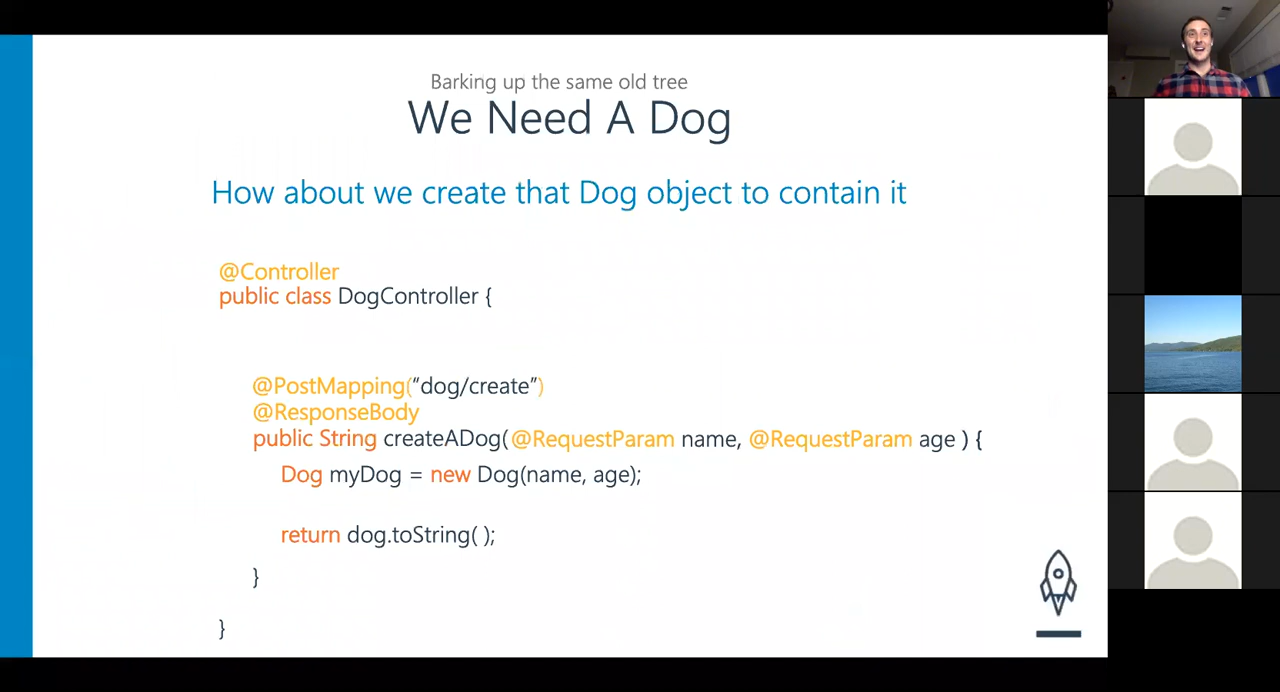 Barking up the same old tree
We Need A Dog
How about we create that Dog object to contain it
@Controller
public class DogController {
@PostMapping(“dog/create”)
@ResponseBody
public String createADog(@RequestParam name, @RequestParam age ) {
Dog myDog = new Dog(name, age);
return dog.toString( );
}
}